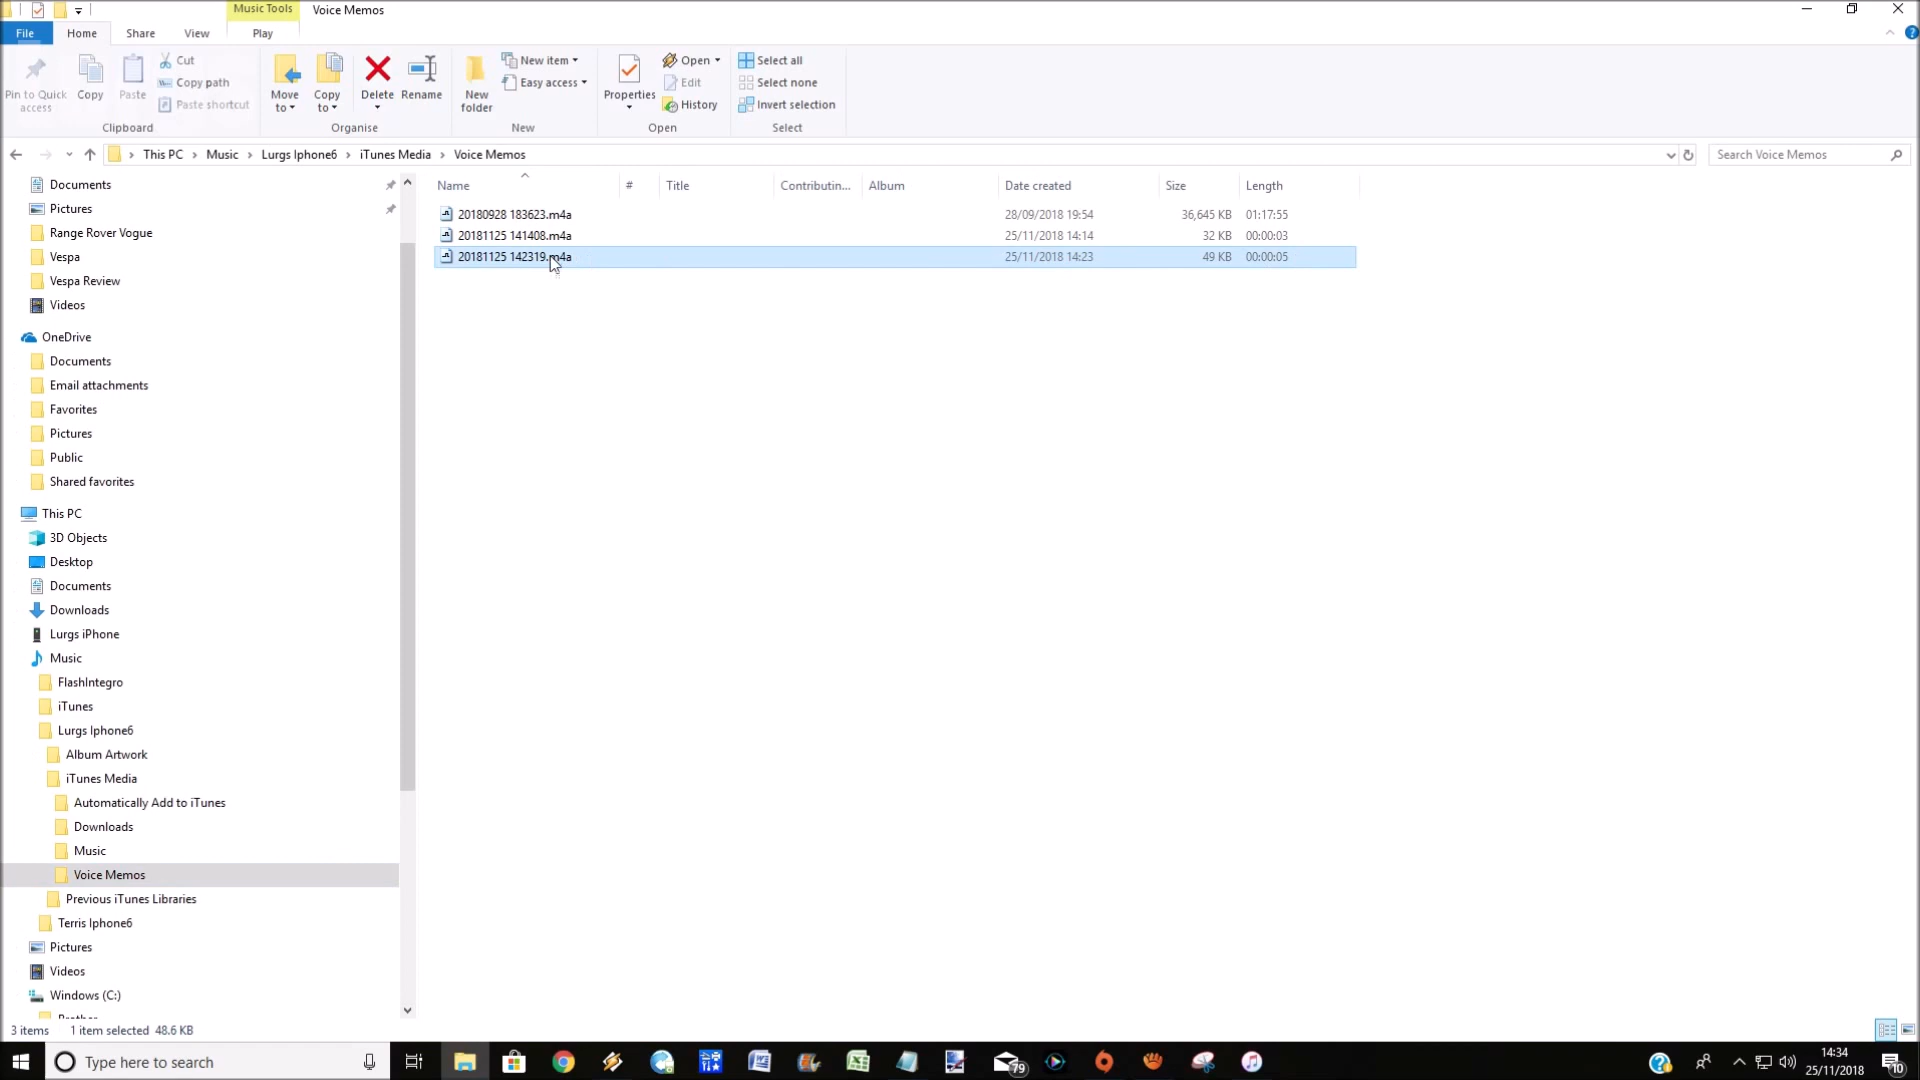 Music Tools Voice Memos
File Home Share View Play
Pin to Quick access
Copy
Paste
Cut
Copy path
Paste shortcut
Clipboard
Move to
Copy to
Delete
Rename
Organise
New folder
New item
Easy access
New
Properties
Open
Edit
History
Open
Select all
Select none
Invert selection
Select
This PC > Music > Lurgs Iphone6 > iTunes Media > Voice Memos
Search Voice Memos
Name # Title Contributin... Album Date created Size Length
20180928 183623.m4a 28/09/2018 19:54 36,645 KB 01:17:55
20181125 141408.m4a 25/11/2018 14:14 32 KB 00:00:03
20181125 142319.m4a 25/11/2018 14:23 49 KB 00:00:05
Documents
Pictures
Range Rover Vogue
Vespa
Vespa Review
Videos
OneDrive
Documents
Email attachments
Favorites
Pictures
Public
Shared favorites
This PC
3D Objects
Desktop
Documents
Downloads
Lurgs iPhone
Music
FlashIntegro
iTunes
Lurgs Iphone6
Album Artwork
iTunes Media
Automatically Add to iTunes
Downloads
Music
Voice Memos
Previous iTunes Libraries
Terris Iphone6
Pictures
Videos
Windows (C:)
3 items 1 item selected 48.6 KB
Type here to search
79
14:34
25/11/2018
10